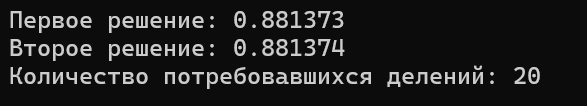 Первое решение: 0.881373
Второе решение: 0.881374
Количество потребовавшихся делений: 20